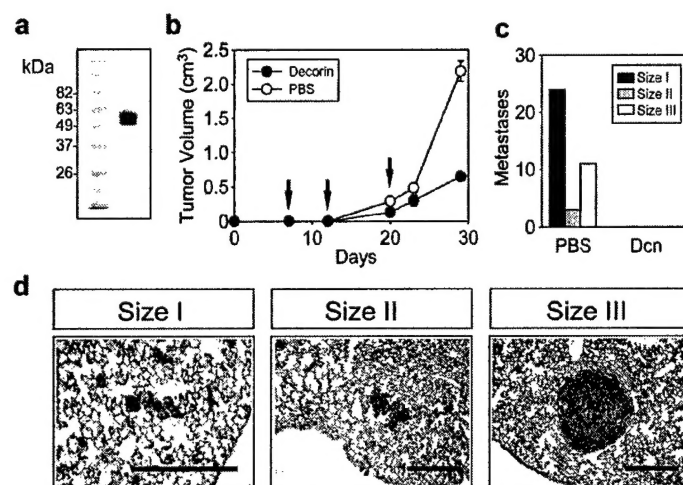 a
kDa
82-
63-
49-
37-
26-
b
Tumor Volume (cm³)
2.5
2.0
1.5
1.0
0.5
0
Decorin
PBS
0 10 20 30
Days
c
Metastases
30
20
10
0
Size I
Size II
Size III
PBS Dcn
d
Size I Size II Size III